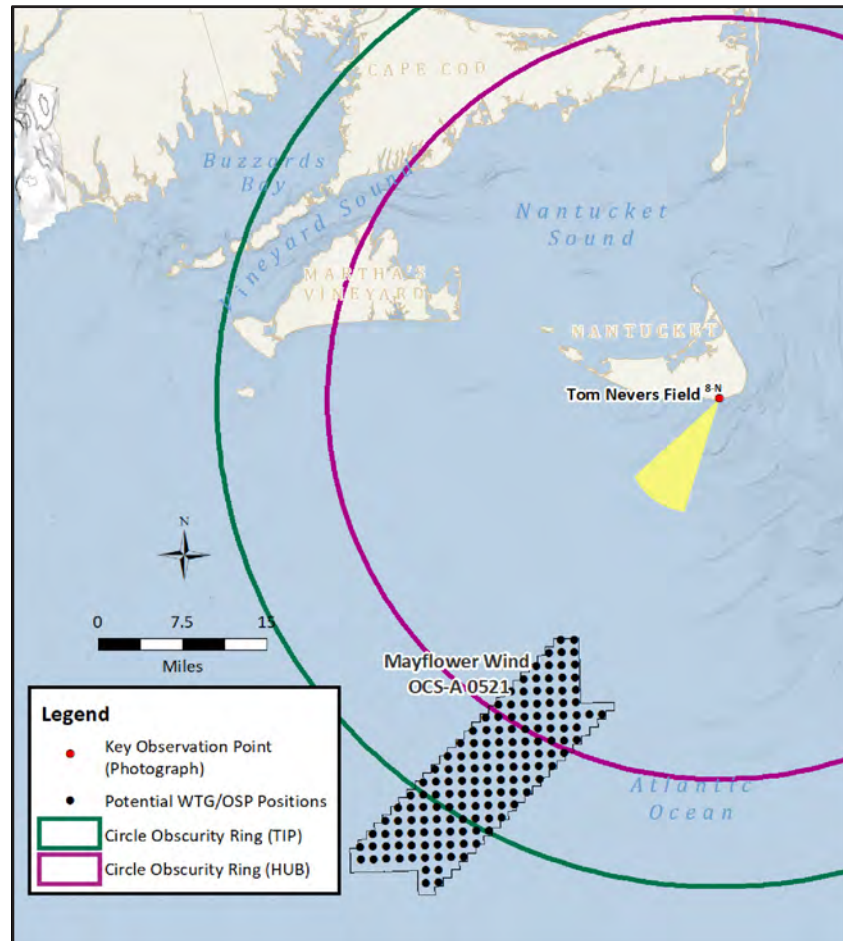 CAPE COD
Buzzards
Bay
Vineyard Sound
Nantucket
Sound
MARTHA'S
VINEYARD
NANTUCKET
Tom Nevers Field 8-N
N
0 7.5 15
Miles
Mayflower Wind
OCS-A 0521
Atlantic
Ocean
Legend
Key Observation Point
(Photograph)
Potential WTG/OSP Positions
Circle Obscurity Ring (TIP)
Circle Obscurity Ring (HUB)